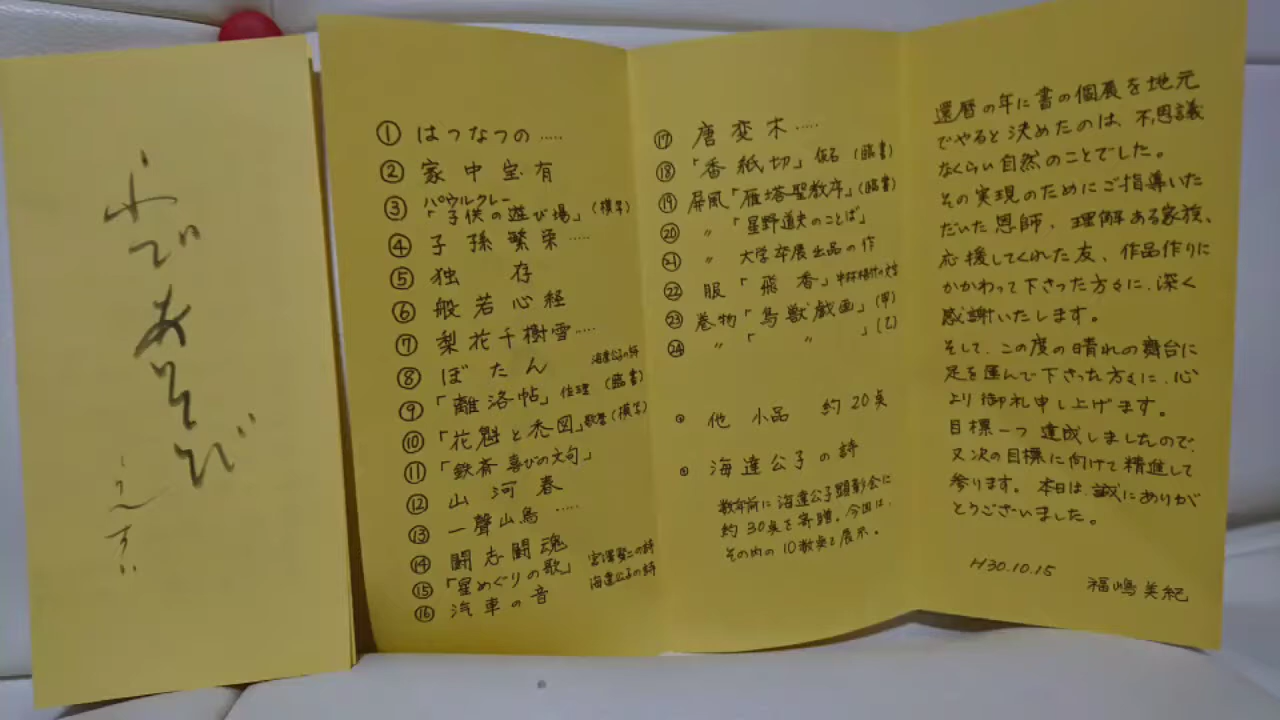 ふであそび
① はつなつの……
② 家中宝有
③ パウルクレー「子供の遊び場」(模写)
④ 子孫繁栄……
⑤ 独存
⑥ 般若心経
⑦ 梨花千樹雪……
⑧ ぼたん 海達公子の詩
⑨ 「離洛帖」佐理(臨書)
⑩ 「花魁と禿図」(模写)
⑪ 「鉄斎 喜びの文句」
⑫ 山河春
⑬ 一聲山鳥……
⑭ 闘志闘魂
⑮ 「星めぐりの歌」宮澤賢二の詩
⑯ 汽車の音 海達公子の詩
⑰ 唐変木……
⑱ 「香紙切」仮名(臨書)
⑲ 屏風「雁塔聖教序」(臨書)
⑳ 〃 「星野道夫のことば」
㉑ 〃 大学卒展出品の作
㉒ 服「飛香」
㉓ 巻物「鳥獣戯画」(甲)
㉔ 〃 「 〃 」(乙)
・他 小品 約20点
・海達公子の詩
数年前に海達公子顕彰会に
約30点を寄贈。今回は、
その内の10数点を展示。
還暦の年に書の個展を地元
でやると決めたのは、不思議
なくらい自然のことでした。
その実現のためにご指導いた
だいた恩師、理解ある家族、
応援してくれた友、作品作りに
かかわって下さった方々に、深く
感謝いたします。
そして、この度の晴れの舞台に
足を運んで下さった方々に、心
より御礼申し上げます。
目標一つ達成しましたので、
又次の目標に向けて精進して
参ります。本日は、誠にありが
とうございました。
H30.10.15
福嶋美紀